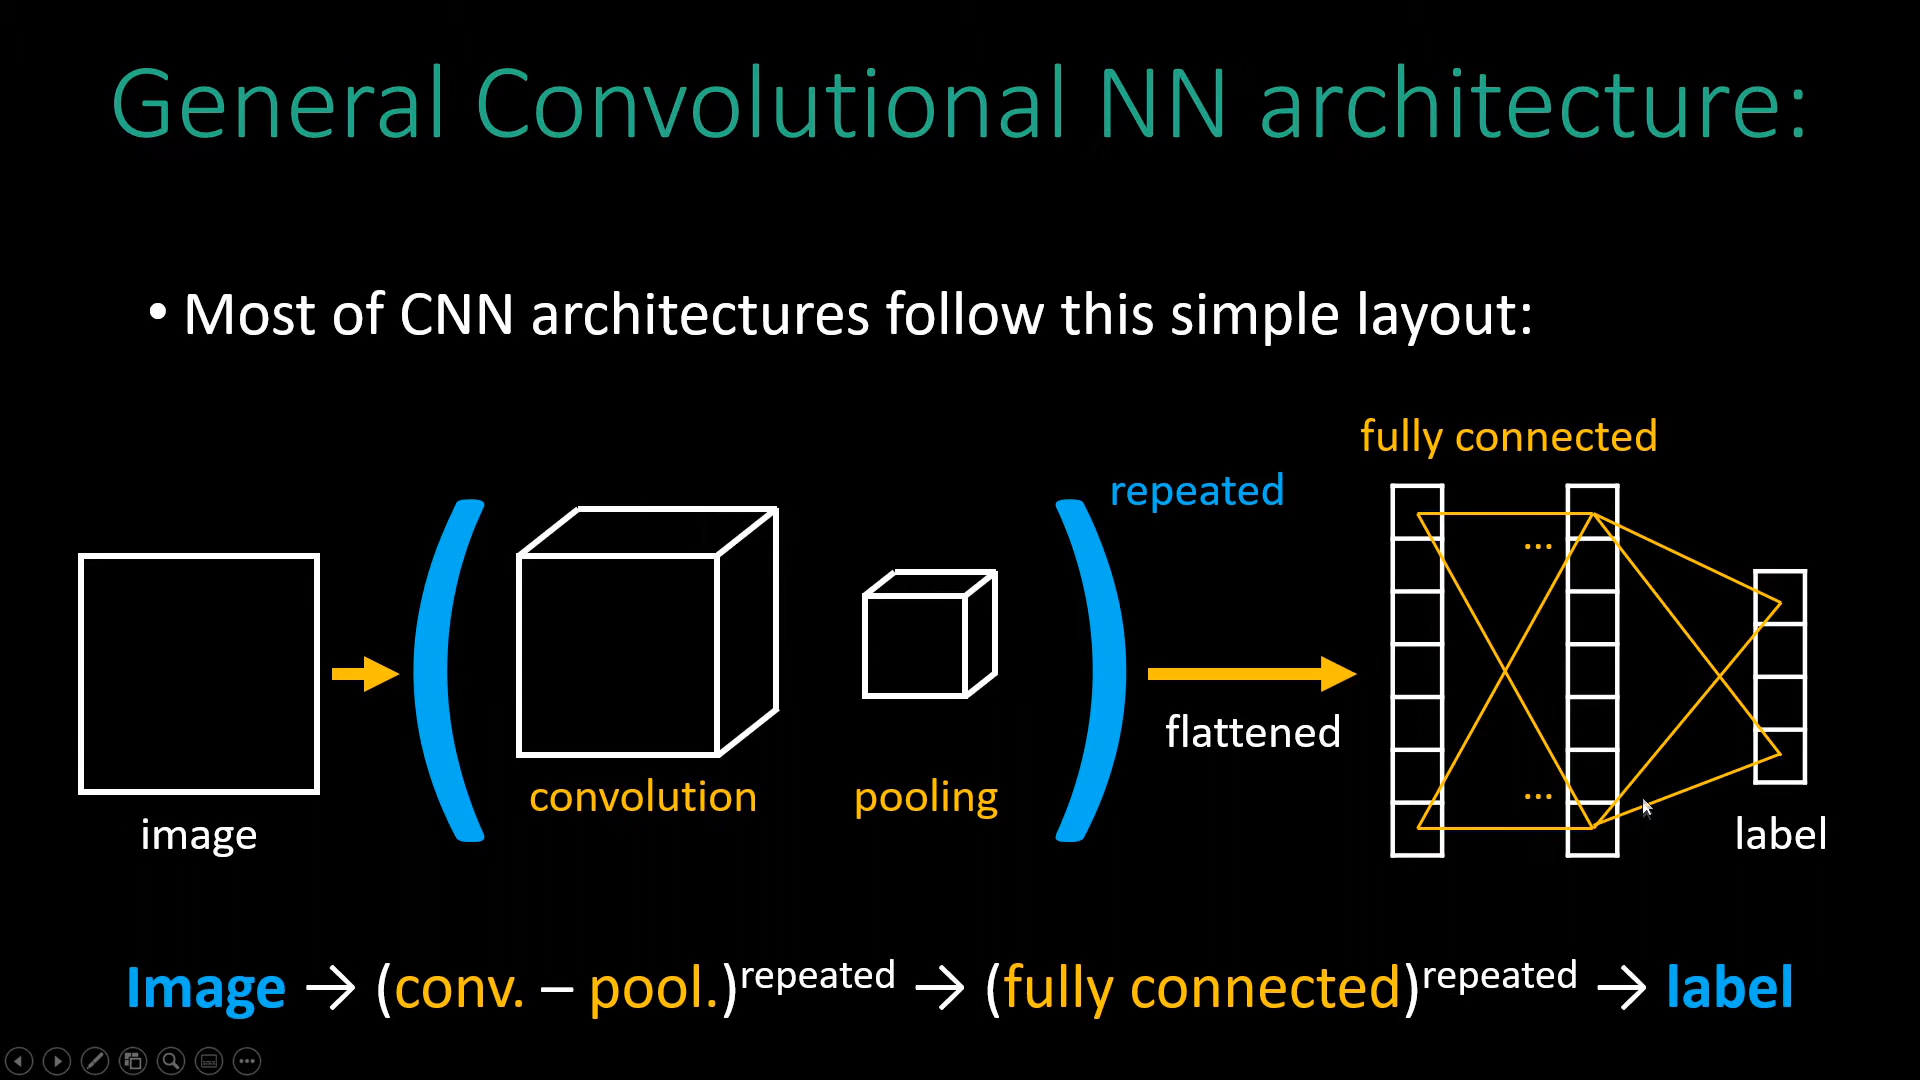 General Convolutional NN architecture:
• Most of CNN architectures follow this simple layout:
fully connected
repeated
...
flattened
convolution
pooling
...
image
label
Image → (conv. – pool.)repeated → (fully connected)repeated → label